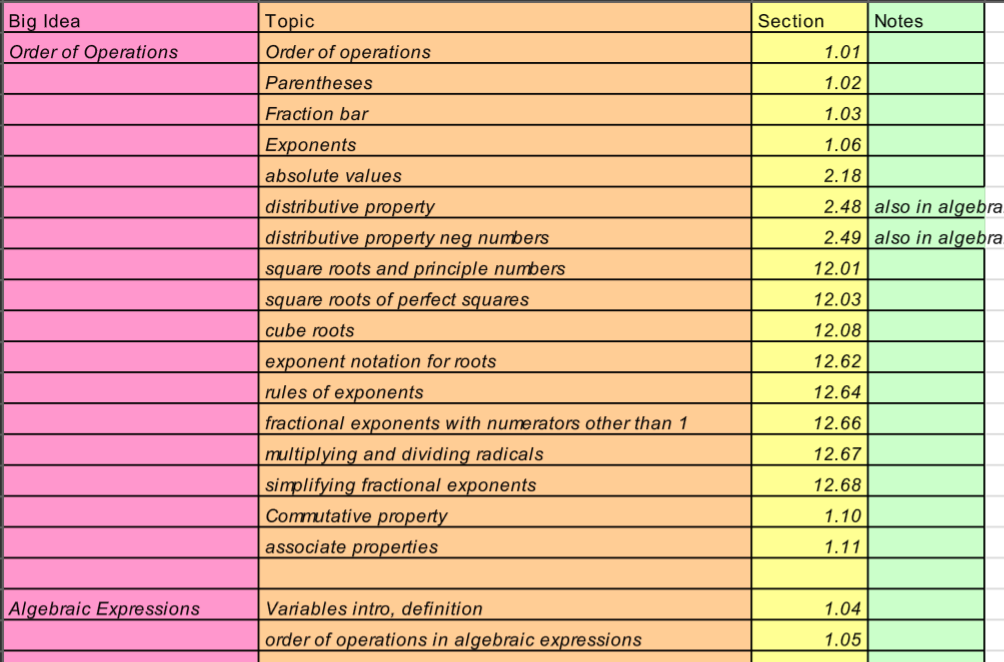 Big Idea Topic Section Notes
Order of Operations Order of operations 1.01
Parentheses 1.02
Fraction bar 1.03
Exponents 1.06
absolute values 2.18
distributive property 2.48 also in algebra
distributive property neg numbers 2.49 also in algebra
square roots and principle numbers 12.01
square roots of perfect squares 12.03
cube roots 12.08
exponent notation for roots 12.62
rules of exponents 12.64
fractional exponents with numerators other than 1 12.66
multiplying and dividing radicals 12.67
simplifying fractional exponents 12.68
Commutative property 1.10
associate properties 1.11
Algebraic Expressions Variables intro, definition 1.04
order of operations in algebraic expressions 1.05